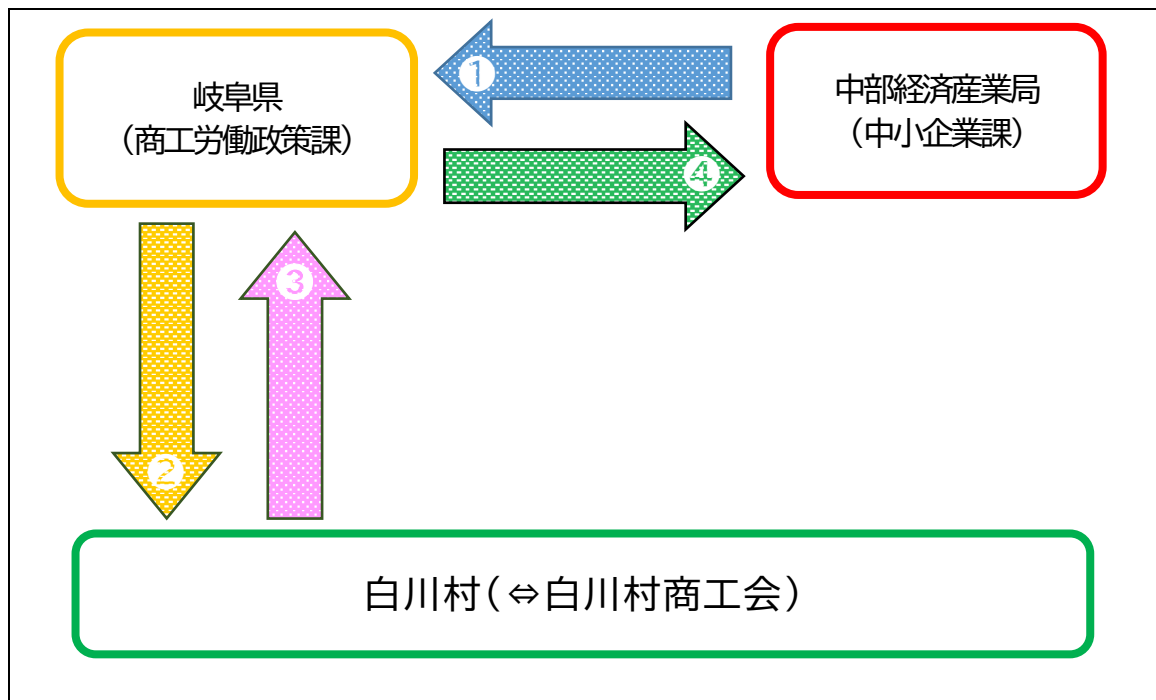 岐阜県
（商工労働政策課）
❶
中部経済産業局
（中小企業課）
❹
❸
❷
白川村（⇔白川村商工会）